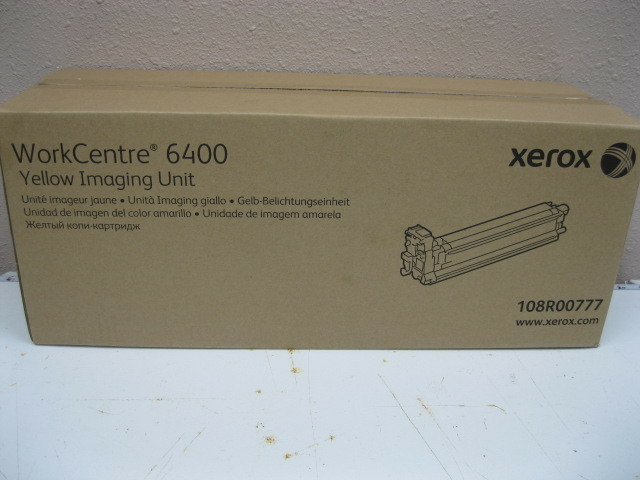 WorkCentre® 6400
Yellow Imaging Unit
Unité imageur jaune • Unità Imaging giallo • Gelb-Belichtungseinheit
Unidad de imagen del color amarillo • Unidade de imagem amarela
Желтый копи-картридж
xerox
108R00777
www.xerox.com